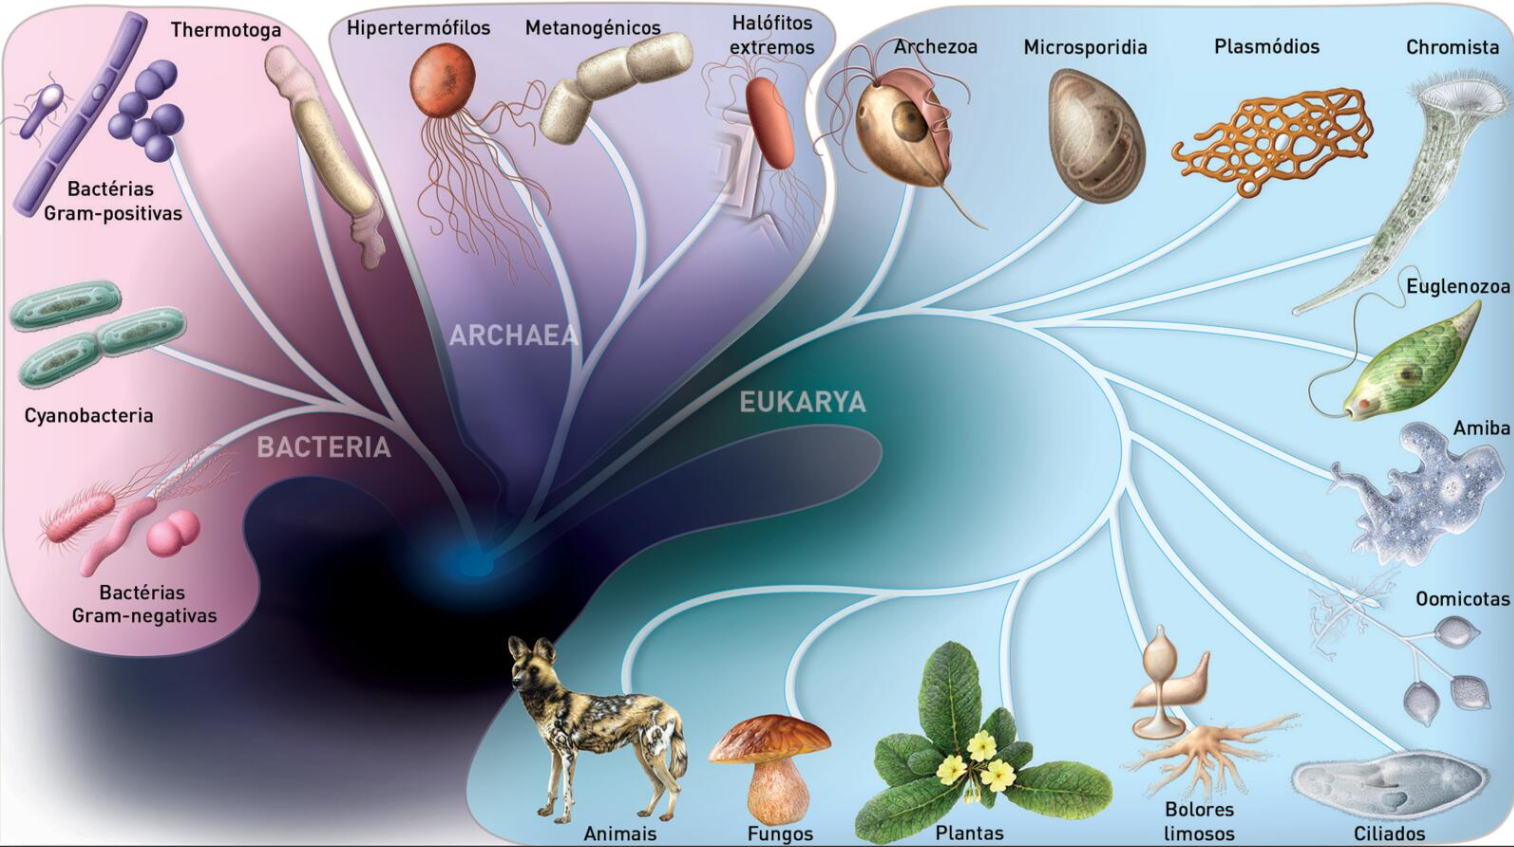 Thermotoga
Bactérias
Gram-positivas
Cyanobacteria
BACTERIA
Bactérias
Gram-negativas
Hipertermófilos
Metanogénicos
Halófitos
extremos
ARCHAEA
Archezoa
Microsporidia
Plasmódios
Chromista
Euglenozoa
EUKARYA
Amiba
Oomicotas
Animais
Fungos
Plantas
Bolores
limosos
Ciliados